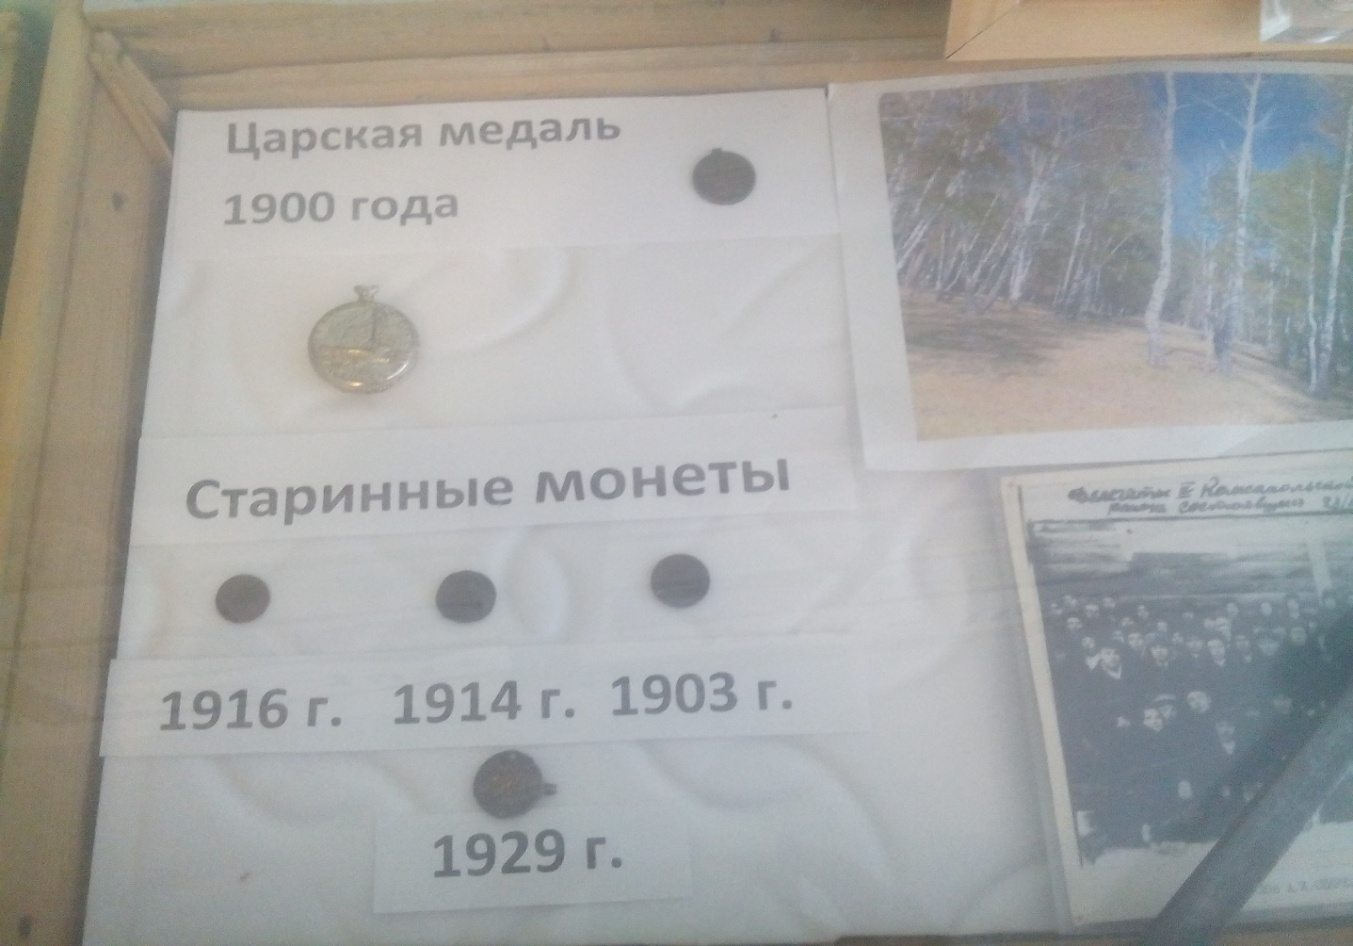 Царская медаль
1900 года
Старинные монеты
1916 г. 1914 г. 1903 г.
1929 г.